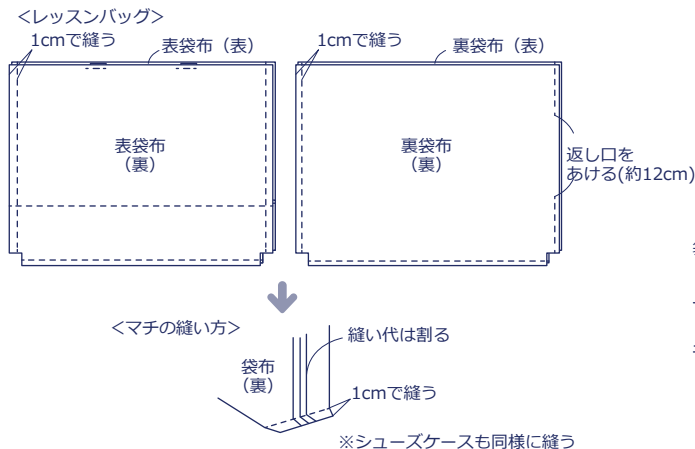 <レッスンバッグ>
1cmで縫う
表袋布（表）
1cmで縫う
裏袋布（表）
表袋布
（裏）
裏袋布
（裏）
返し口を
あける(約12cm)
<マチの縫い方>
縫い代は割る
袋布
（裏）
1cmで縫う
※シューズケースも同様に縫う